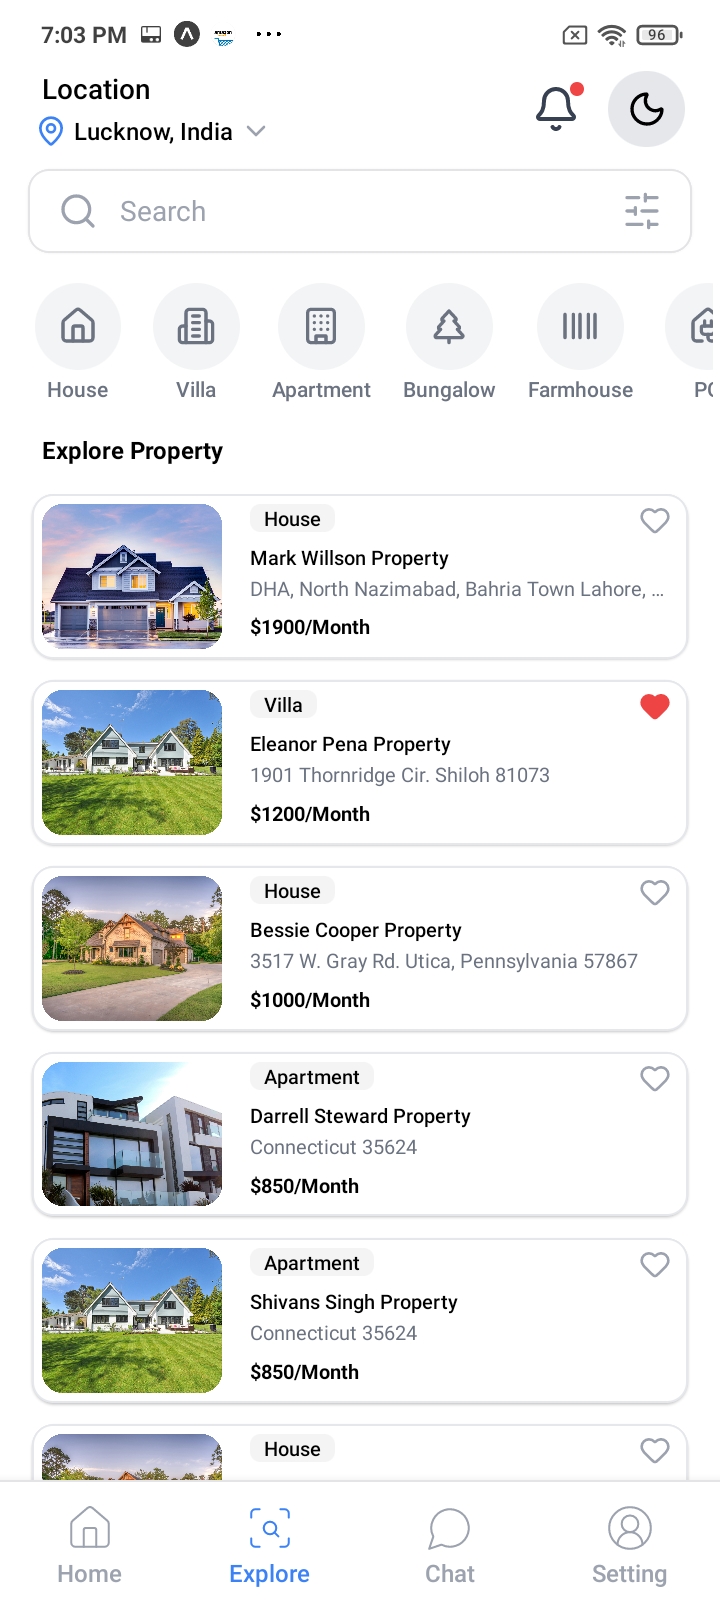 7:03 PM
96
Location
Lucknow, India
Search
House Villa Apartment Bungalow Farmhouse
Explore Property
House
Mark Willson Property
DHA, North Nazimabad, Bahria Town Lahore, ...
$1900/Month
Villa
Eleanor Pena Property
1901 Thornridge Cir. Shiloh 81073
$1200/Month
House
Bessie Cooper Property
3517 W. Gray Rd. Utica, Pennsylvania 57867
$1000/Month
Apartment
Darrell Steward Property
Connecticut 35624
$850/Month
Apartment
Shivans Singh Property
Connecticut 35624
$850/Month
House
Home Explore Chat Setting